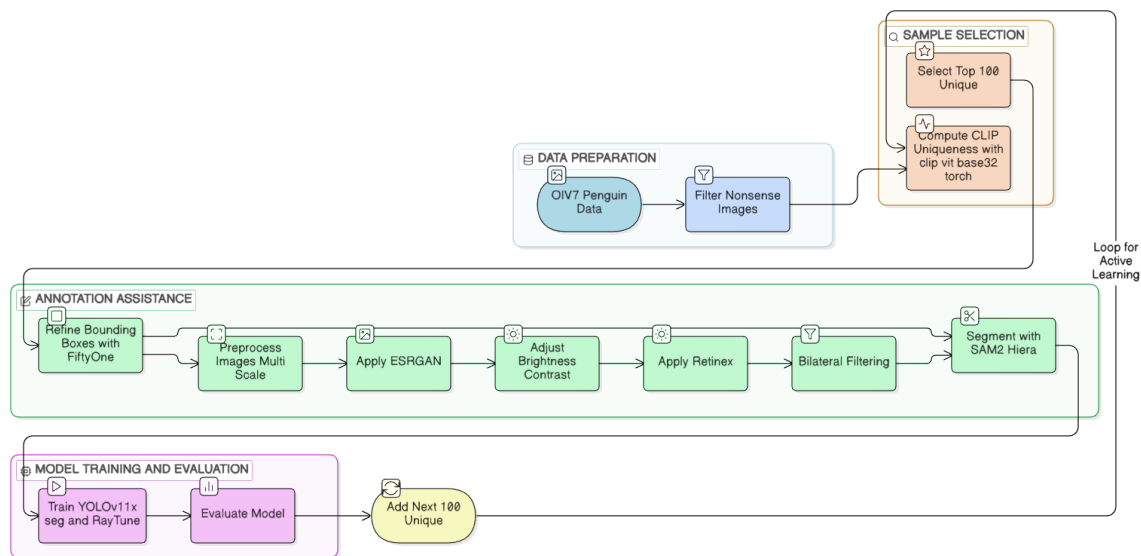 SAMPLE SELECTION
Select Top 100
Unique
Compute CLIP
Uniqueness with
clip vit base32
torch
DATA PREPARATION
OIV7 Penguin
Data
Filter Nonsense
Images
Loop for
Active
Learning
ANNOTATION ASSISTANCE
Refine Bounding
Boxes with
FiftyOne
Preprocess
Images Multi
Scale
Apply ESRGAN
Adjust
Brightness
Contrast
Apply Retinex
Bilateral Filtering
Segment with
SAM2 Hiera
MODEL TRAINING AND EVALUATION
Train YOLOv11x
seg and RayTune
Evaluate Model
Add Next 100
Unique